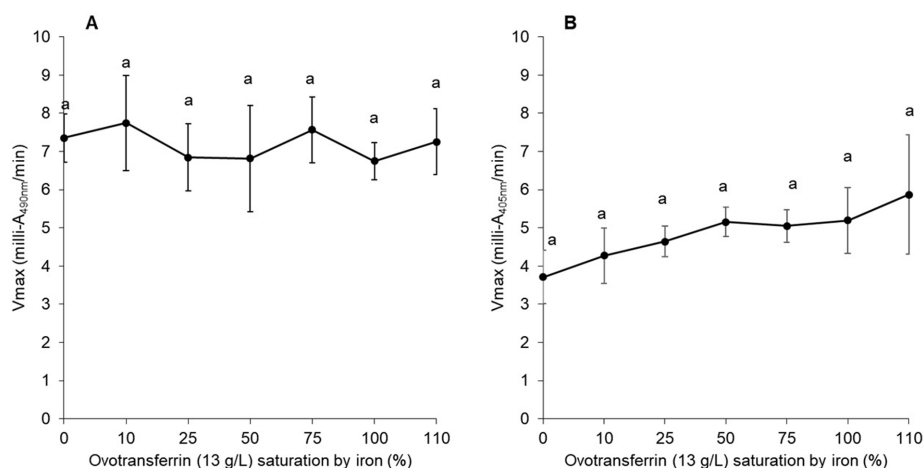 A
10
9
8
7
6
5
4
3
2
1
0
Vmax (milli-A490nm/min)
a
a
a
a
a
a
a
0 10 25 50 75 100 110
Ovotransferrin (13 g/L) saturation by iron (%)
B
10
9
8
7
6
5
4
3
2
1
0
Vmax (milli-A405nm/min)
a
a
a
a
a
a
a
0 10 25 50 75 100 110
Ovotransferrin (13 g/L) saturation by iron (%)